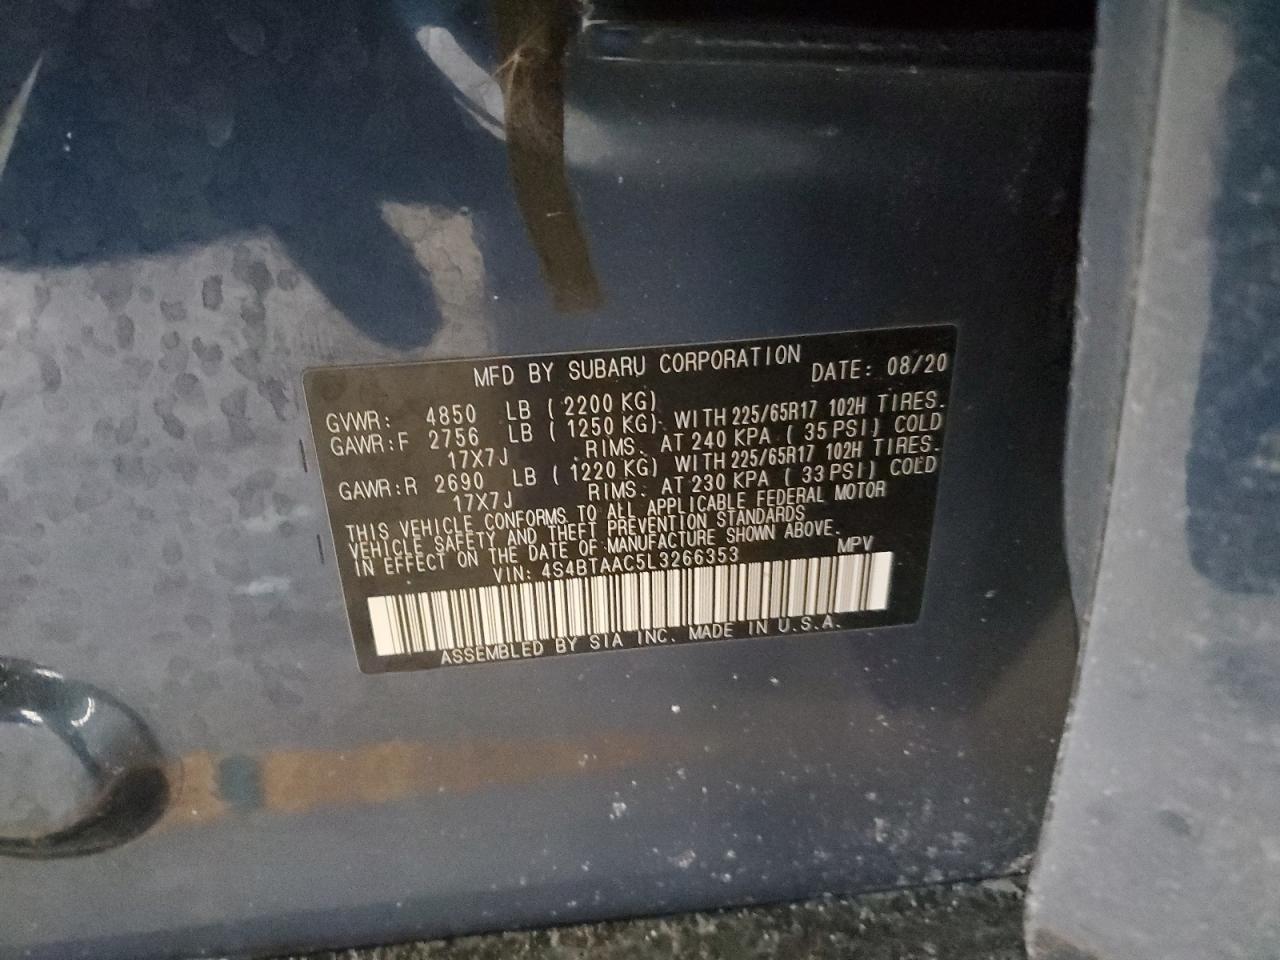 MFD BY SUBARU CORPORATION DATE: 08/20
GVWR: 4850 LB ( 2200 KG)
GAWR:F 2756 LB ( 1250 KG) WITH 225/65R17 102H TIRES.
17X7J RIMS. AT 240 KPA ( 35 PSI) COLD
GAWR:R 2690 LB ( 1220 KG) WITH 225/65R17 102H TIRES.
17X7J RIMS. AT 230 KPA ( 33 PSI) COLD
THIS VEHICLE CONFORMS TO ALL APPLICABLE FEDERAL MOTOR
VEHICLE SAFETY AND THEFT PREVENTION STANDARDS
IN EFFECT ON THE DATE OF MANUFACTURE SHOWN ABOVE.
VIN: 4S4BTAAC5L3266353 MPV
ASSEMBLED BY SIA INC. MADE IN U.S.A.